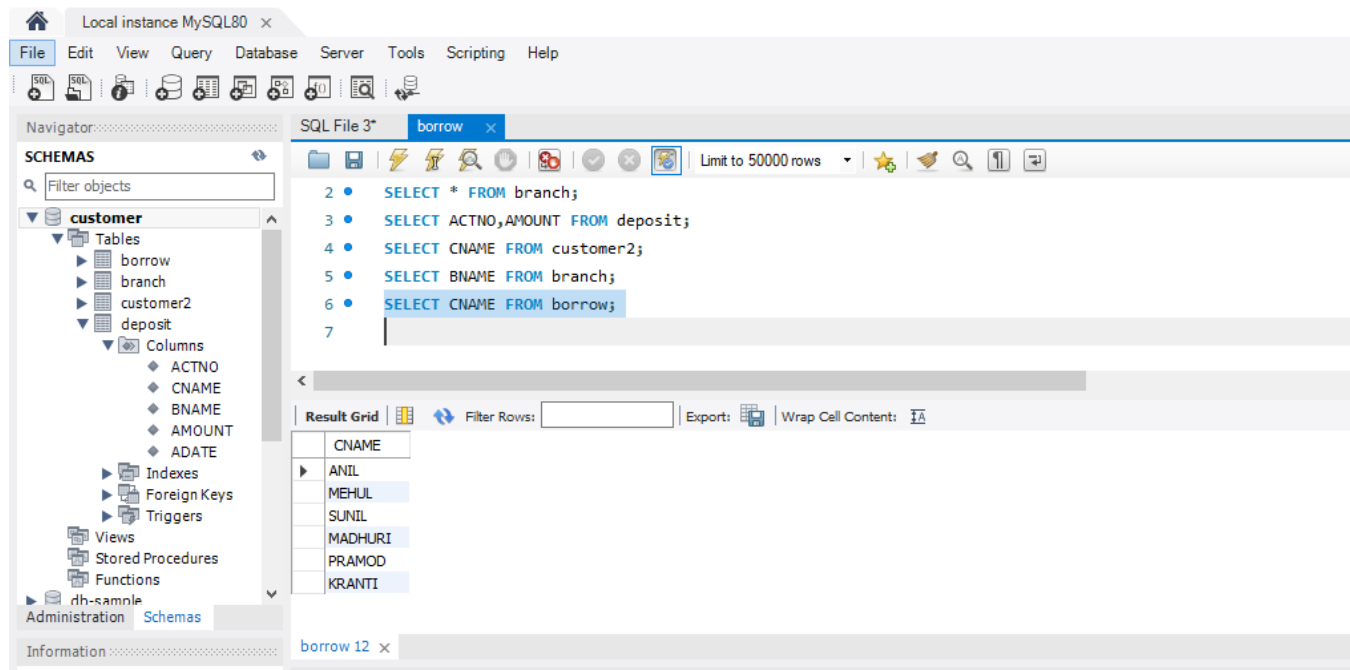 Local instance MySQL80 ×
File Edit View Query Database Server Tools Scripting Help
Navigator
SCHEMAS
Filter objects
customer
Tables
borrow
branch
customer2
deposit
Columns
ACTNO
CNAME
BNAME
AMOUNT
ADATE
Indexes
Foreign Keys
Triggers
Views
Stored Procedures
Functions
db-sample
Administration Schemas
Information
SQL File 3* borrow ×
Limit to 50000 rows
2 SELECT * FROM branch;
3 SELECT ACTNO,AMOUNT FROM deposit;
4 SELECT CNAME FROM customer2;
5 SELECT BNAME FROM branch;
6 SELECT CNAME FROM borrow;
7
Result Grid Filter Rows: Export: Wrap Cell Content:
CNAME
ANIL
MEHUL
SUNIL
MADHURI
PRAMOD
KRANTI
borrow 12 ×